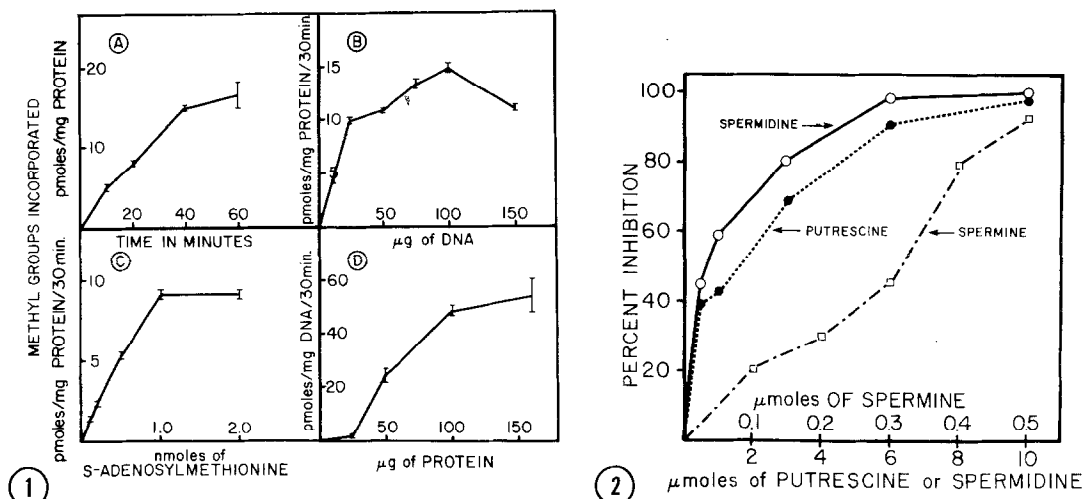 METHYL GROUPS INCORPORATED
A
pmoles/mg PROTEIN
20
10
20 40 60
TIME IN MINUTES
B
pmoles/mg PROTEIN/30min.
15
10
5
50 100 150
μg of DNA
C
pmoles/mg PROTEIN/30min.
10
5
1.0 2.0
nmoles of
S-ADENOSYLMETHIONINE
D
pmoles/mg DNA/30min.
60
40
20
50 100 150
μg of PROTEIN
1
PERCENT INHIBITION
100
80
60
40
20
SPERMIDINE
PUTRESCINE
SPERMINE
μmoles OF SPERMINE
0.1 0.2 0.3 0.4 0.5
2 4 6 8 10
μmoles of PUTRESCINE or SPERMIDINE
2